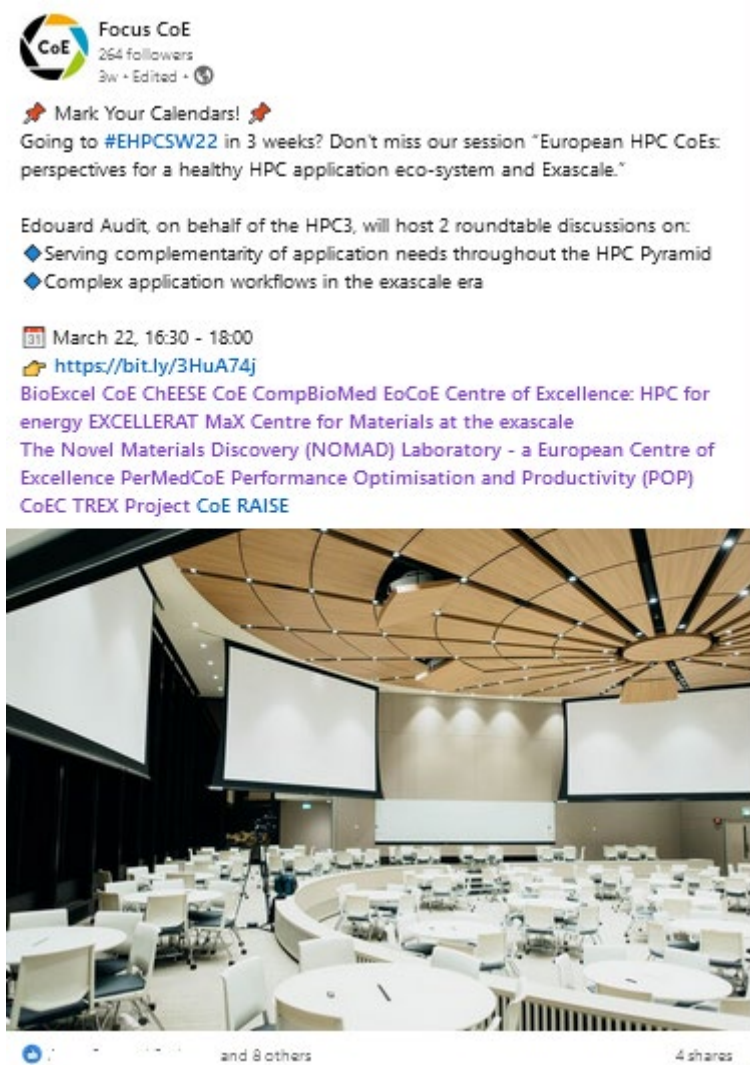 CoE
Focus CoE
264 followers
3w • Edited •
📌 Mark Your Calendars! 📌
Going to #EHPCSW22 in 3 weeks? Don't miss our session "European HPC CoEs:
perspectives for a healthy HPC application eco-system and Exascale."
Edouard Audit, on behalf of the HPC3, will host 2 roundtable discussions on:
🔷Serving complementarity of application needs throughout the HPC Pyramid
🔷Complex application workflows in the exascale era
📅 March 22, 16:30 - 18:00
👉 https://bit.ly/3HuA74j
BioExcel CoE ChEESE CoE CompBioMed EoCoE Centre of Excellence: HPC for
energy EXCELLERAT MaX Centre for Materials at the exascale
The Novel Materials Discovery (NOMAD) Laboratory - a European Centre of
Excellence PerMedCoE Performance Optimisation and Productivity (POP)
CoEC TREX Project CoE RAISE
and 8 others
4 shares